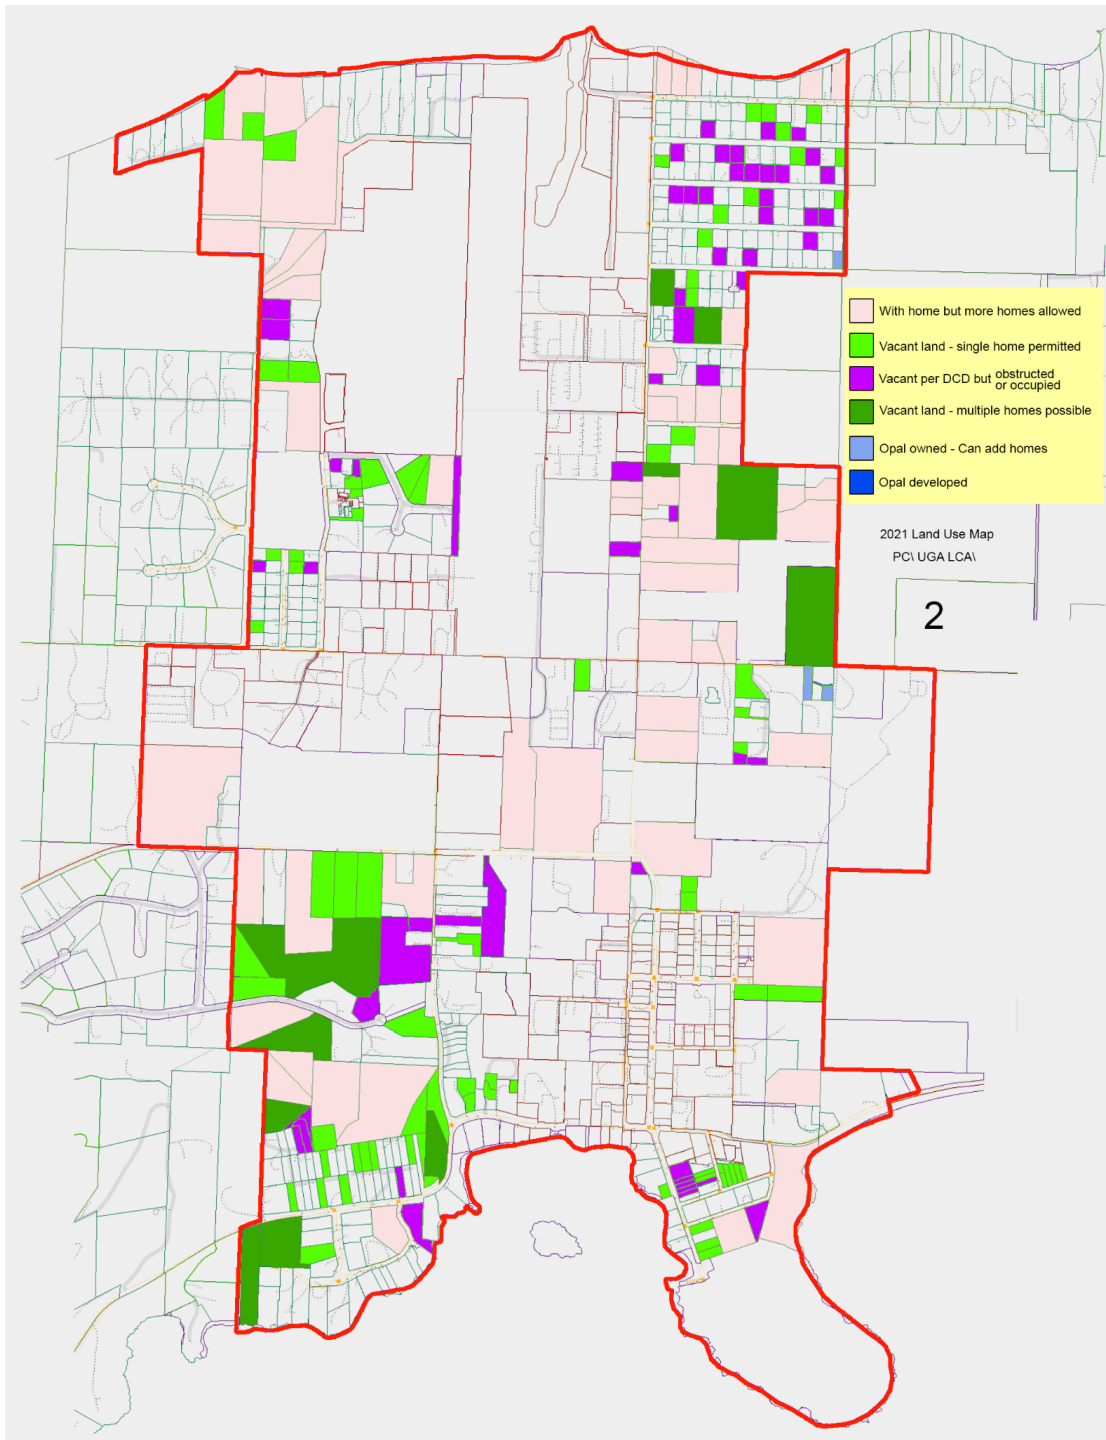 With home but more homes allowed
Vacant land - single home permitted
Vacant per DCD but obstructed
or occupied
Vacant land - multiple homes possible
Opal owned - Can add homes
Opal developed
2021 Land Use Map
PC\ UGA LCA\
2